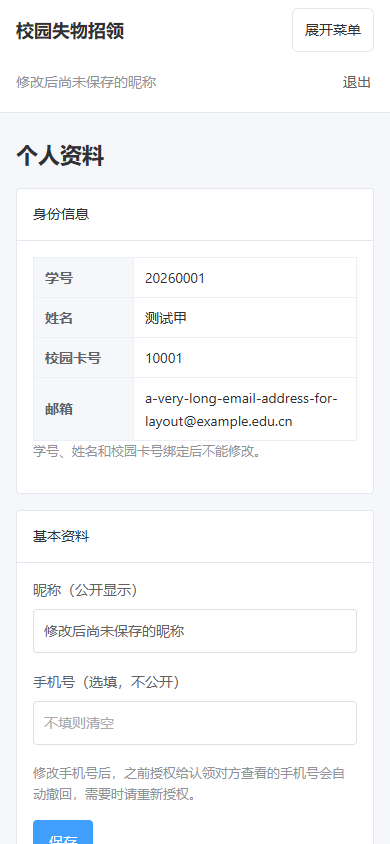 校园失物招领
展开菜单
修改后尚未保存的昵称
退出
个人资料
身份信息
学号 20260001
姓名 测试甲
校园卡号 10001
邮箱 a-very-long-email-address-for-
layout@example.edu.cn
学号、姓名和校园卡号绑定后不能修改。
基本资料
昵称（公开显示）
修改后尚未保存的昵称
手机号（选填，不公开）
不填则清空
修改手机号后，之前授权给认领对方查看的手机号会自
动撤回，需要时请重新授权。
保存